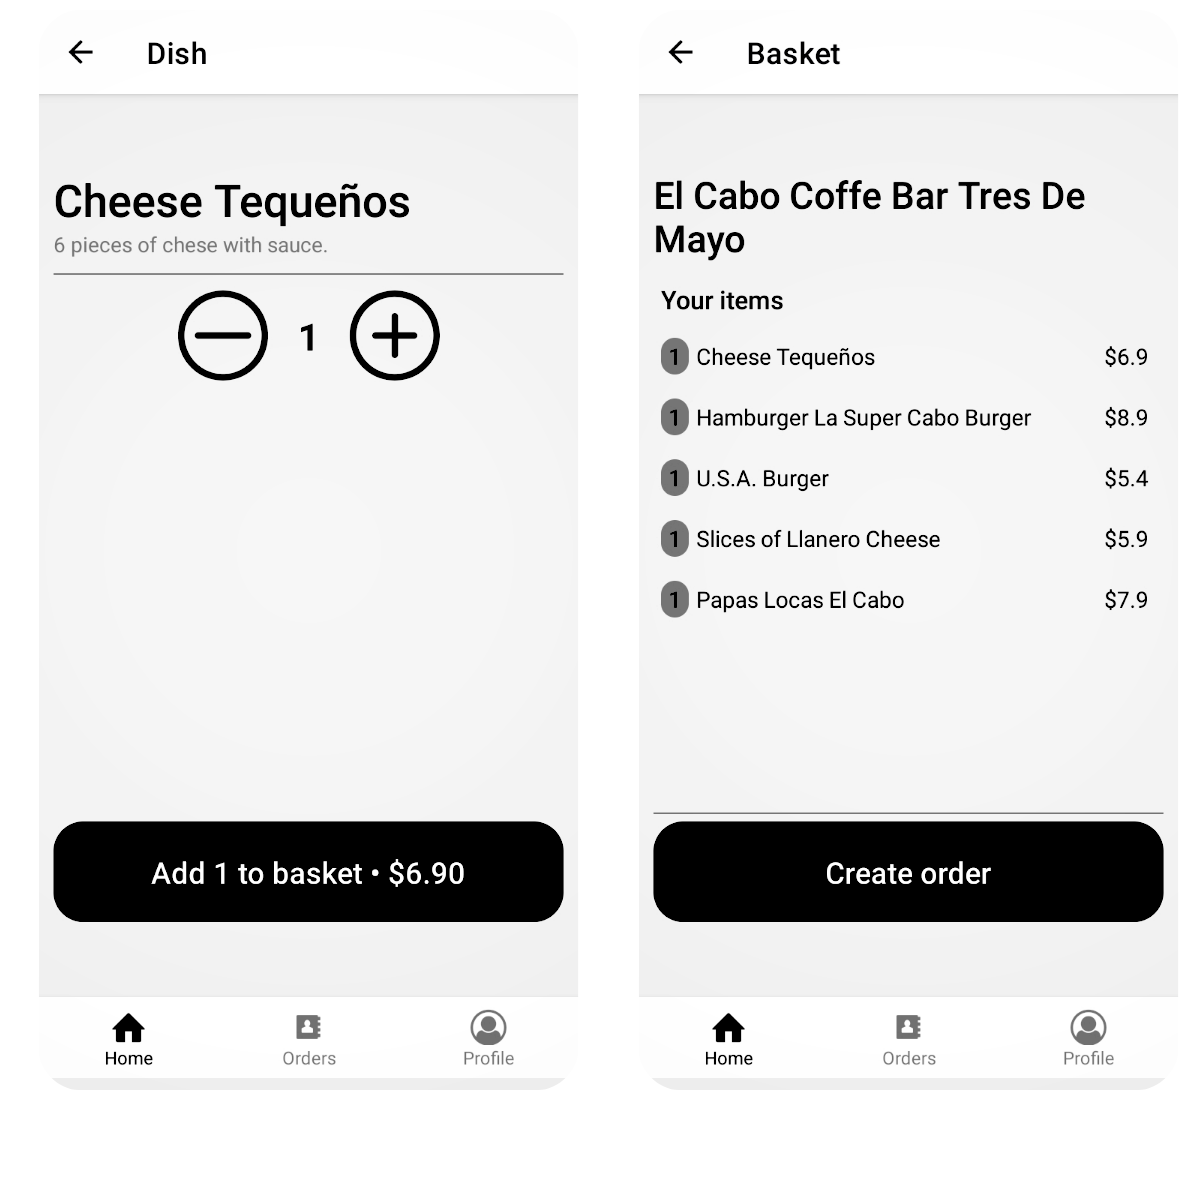 Dish
Cheese Tequeños
6 pieces of chese with sauce.
1
Add 1 to basket • $6.90
Home Orders Profile
Basket
El Cabo Coffe Bar Tres De
Mayo
Your items
1 Cheese Tequeños $6.9
1 Hamburger La Super Cabo Burger $8.9
1 U.S.A. Burger $5.4
1 Slices of Llanero Cheese $5.9
1 Papas Locas El Cabo $7.9
Create order
Home Orders Profile